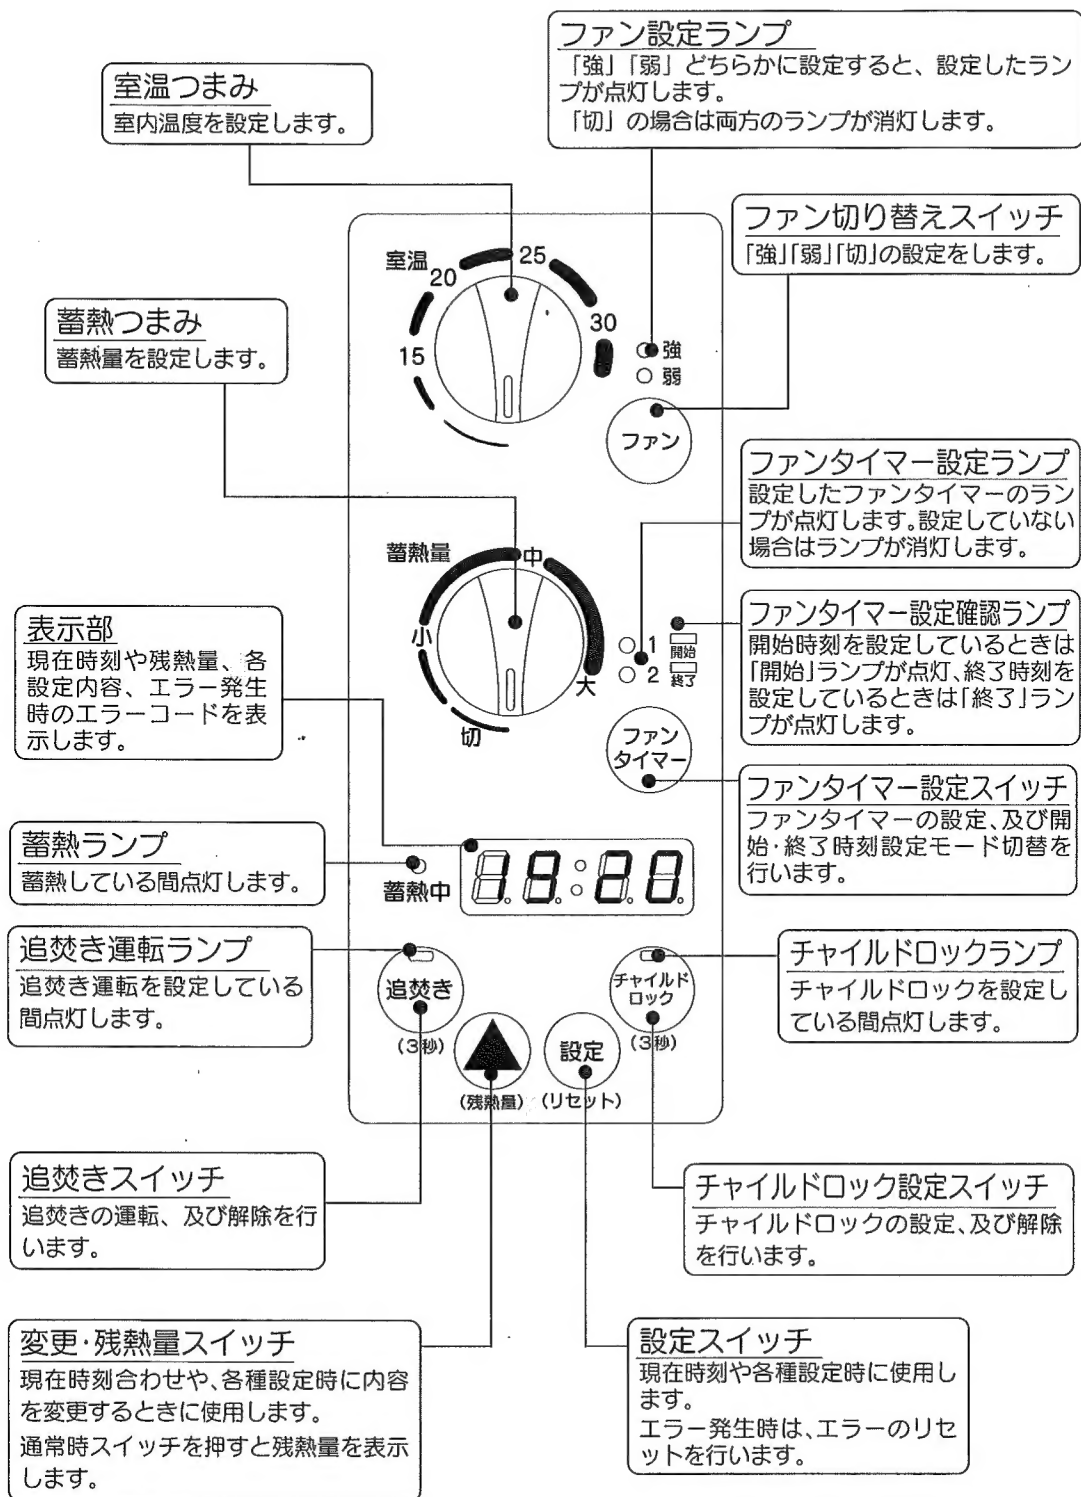 ファン設定ランプ
「強」「弱」どちらかに設定すると、設定したラン
プが点灯します。
「切」の場合は両方のランプが消灯します。
室温つまみ
室内温度を設定します。
ファン切り替えスイッチ
「強」「弱」「切」の設定をします。
蓄熱つまみ
蓄熱量を設定します。
室温
15
20
25
30
強
弱
ファン
ファンタイマー設定ランプ
設定したファンタイマーのラン
プが点灯します。設定していない
場合はランプが消灯します。
蓄熱量
切
小
中
大
1
2
開始
終了
ファン
タイマー
ファンタイマー設定確認ランプ
開始時刻を設定しているときは
「開始」ランプが点灯、終了時刻を
設定しているときは「終了」ラン
プが点灯します。
表示部
現在時刻や残熱量、各
設定内容、エラー発生
時のエラーコードを表
示します。
ファンタイマー設定スイッチ
ファンタイマーの設定、及び開
始・終了時刻設定モード切替を
行います。
蓄熱ランプ
蓄熱している間点灯します。
蓄熱中
19:20
追焚き運転ランプ
追焚き運転を設定している
間点灯します。
追焚き
(3秒)
(残熱量)
設定
(リセット)
チャイルド
ロック
(3秒)
チャイルドロックランプ
チャイルドロックを設定し
ている間点灯します。
追焚きスイッチ
追焚きの運転、及び解除を行
います。
チャイルドロック設定スイッチ
チャイルドロックの設定、及び解除
を行います。
変更・残熱量スイッチ
現在時刻合わせや、各種設定時に内容
を変更するときに使用します。
通常時スイッチを押すと残熱量を表示
します。
設定スイッチ
現在時刻や各種設定時に使用し
ます。
エラー発生時は、エラーのリセ
ットを行います。